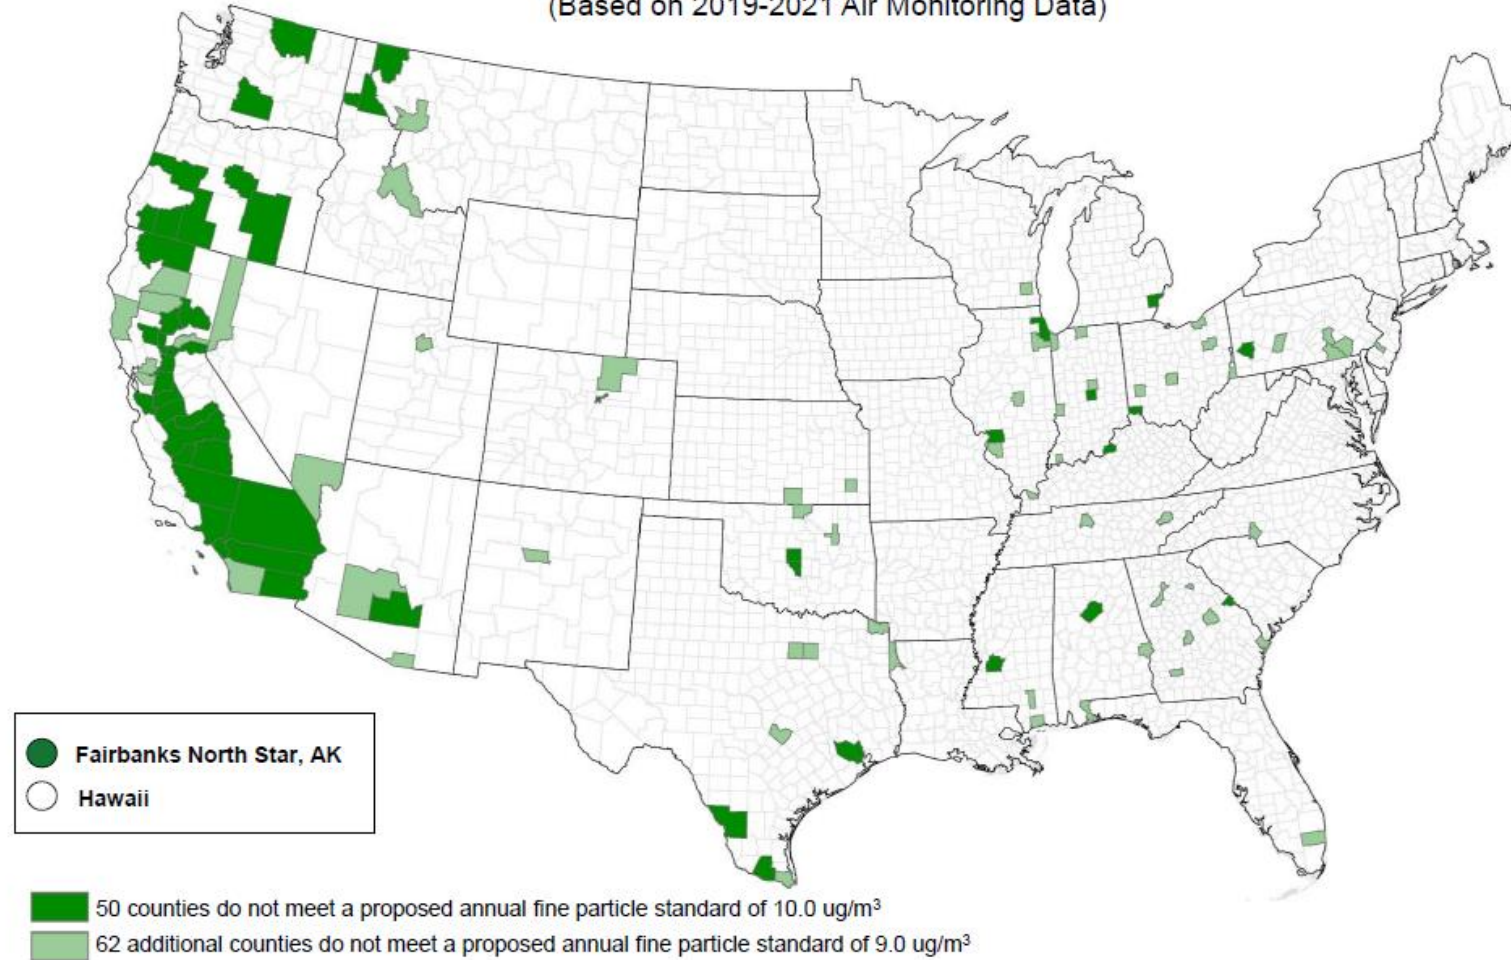 (Based on 2019-2021 Air Monitoring Data)
Fairbanks North Star, AK
Hawaii
50 counties do not meet a proposed annual fine particle standard of 10.0 ug/m³
62 additional counties do not meet a proposed annual fine particle standard of 9.0 ug/m³